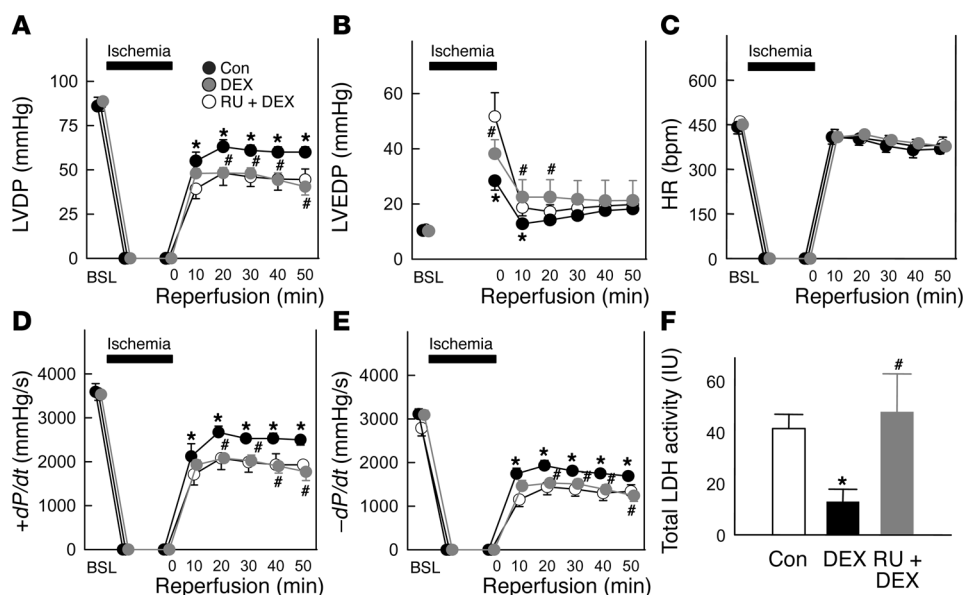 A
LVDP (mmHg)
Ischemia
Con
DEX
RU + DEX
100
75
50
25
0
* * * * *
# # # #
BSL
0 10 20 30 40 50
Reperfusion (min)
B
LVEDP (mmHg)
Ischemia
60
40
20
0
# # #
* *
BSL
0 10 20 30 40 50
Reperfusion (min)
C
HR (bpm)
Ischemia
600
450
300
150
0
BSL
0 10 20 30 40 50
Reperfusion (min)
D
+dP/dt (mmHg/s)
Ischemia
4000
3000
2000
1000
0
* * * * *
# # # #
BSL
0 10 20 30 40 50
Reperfusion (min)
E
–dP/dt (mmHg/s)
Ischemia
4000
3000
2000
1000
0
* * * * *
# # # #
BSL
0 10 20 30 40 50
Reperfusion (min)
F
Total LDH activity (IU)
60
40
20
0
*
#
Con DEX RU +
DEX